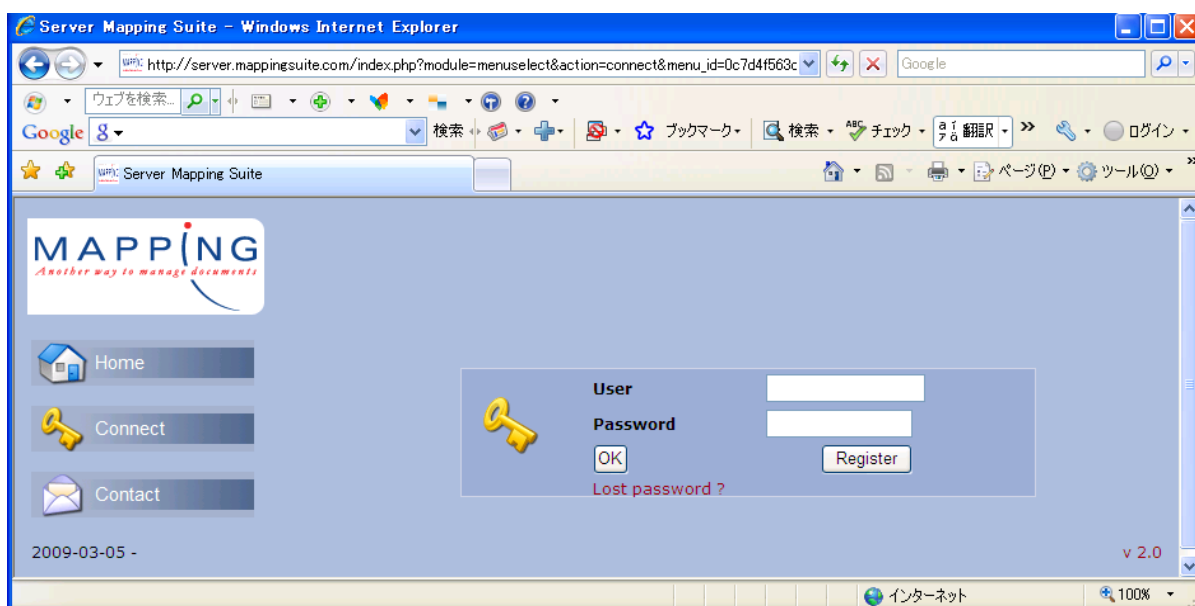 Server Mapping Suite - Windows Internet Explorer
http://server.mappingsuite.com/index.php?module=menuselect&action=connect&menu_id=0c7d4f563c
Google
ウェブを検索...
Google
検索
ブックマーク
検索
チェック
翻訳
ログイン
Server Mapping Suite
ページ(P)
ツール(O)
MAPPING
Another way to manage documents
Home
Connect
Contact
User
Password
OK
Register
Lost password ?
2009-03-05 -
v 2.0
インターネット
100%